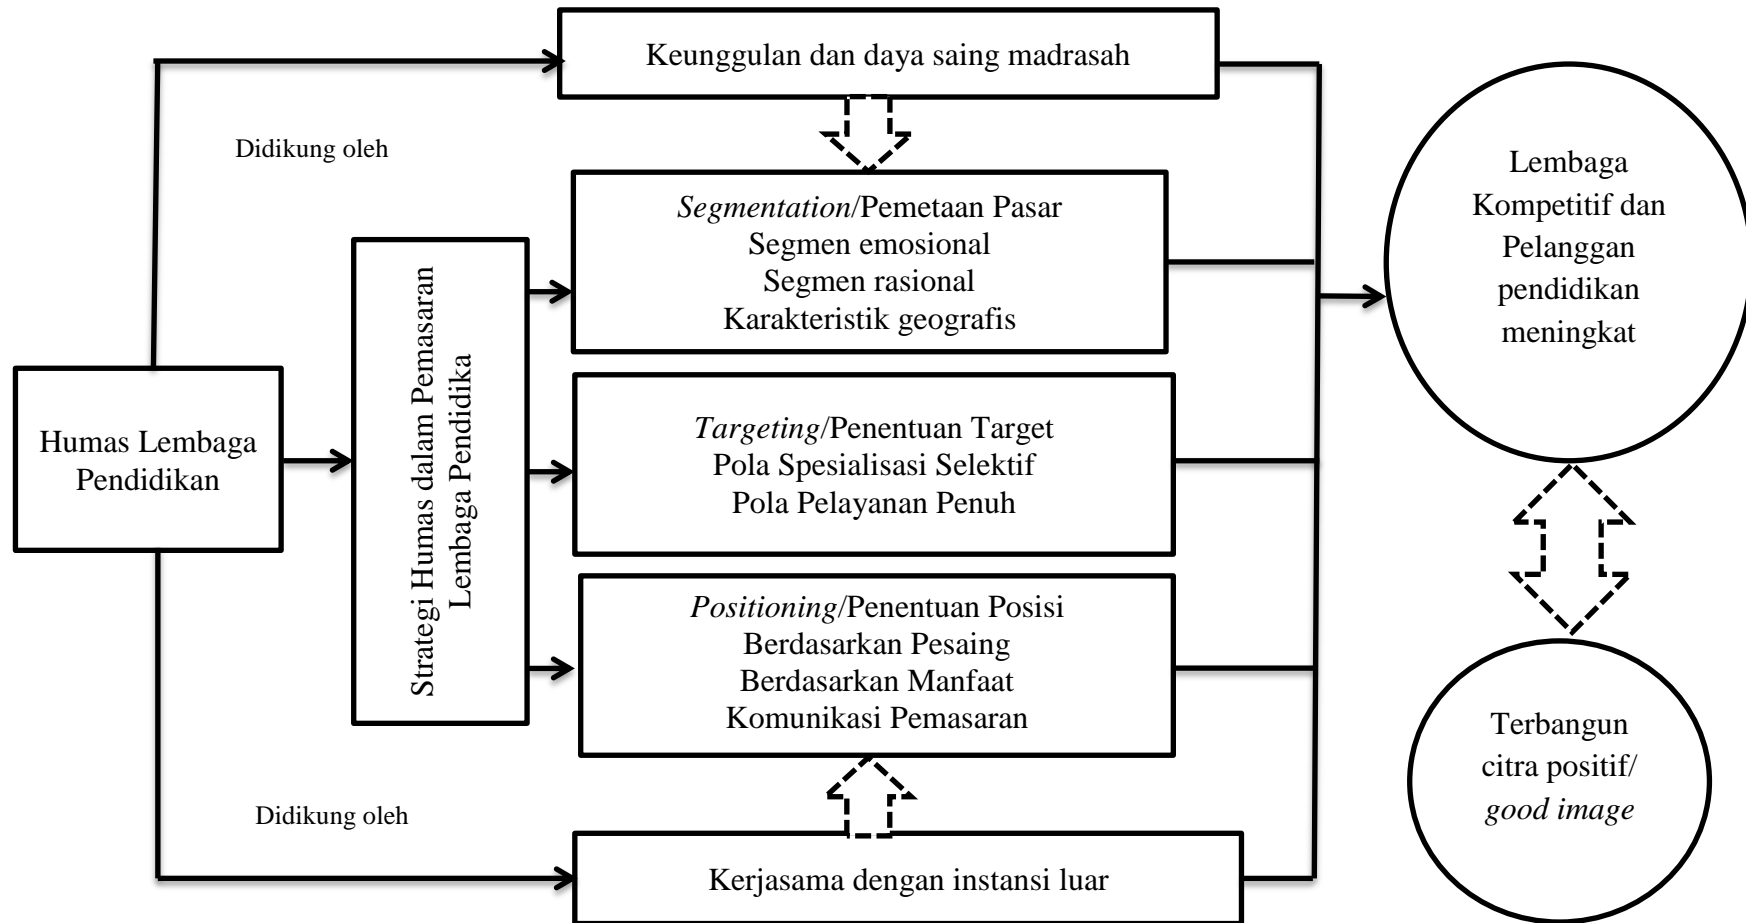 Keunggulan dan daya saing madrasah
Didikung oleh
Segmentation/Pemetaan Pasar
Segmen emosional
Segmen rasional
Karakteristik geografis
Lembaga
Kompetitif dan
Pelanggan
pendidikan
meningkat
Humas Lembaga
Pendidikan
Strategi Humas dalam Pemasaran
Lembaga Pendidika
Targeting/Penentuan Target
Pola Spesialisasi Selektif
Pola Pelayanan Penuh
Positioning/Penentuan Posisi
Berdasarkan Pesaing
Berdasarkan Manfaat
Komunikasi Pemasaran
Terbangun
citra positif/
good image
Didikung oleh
Kerjasama dengan instansi luar